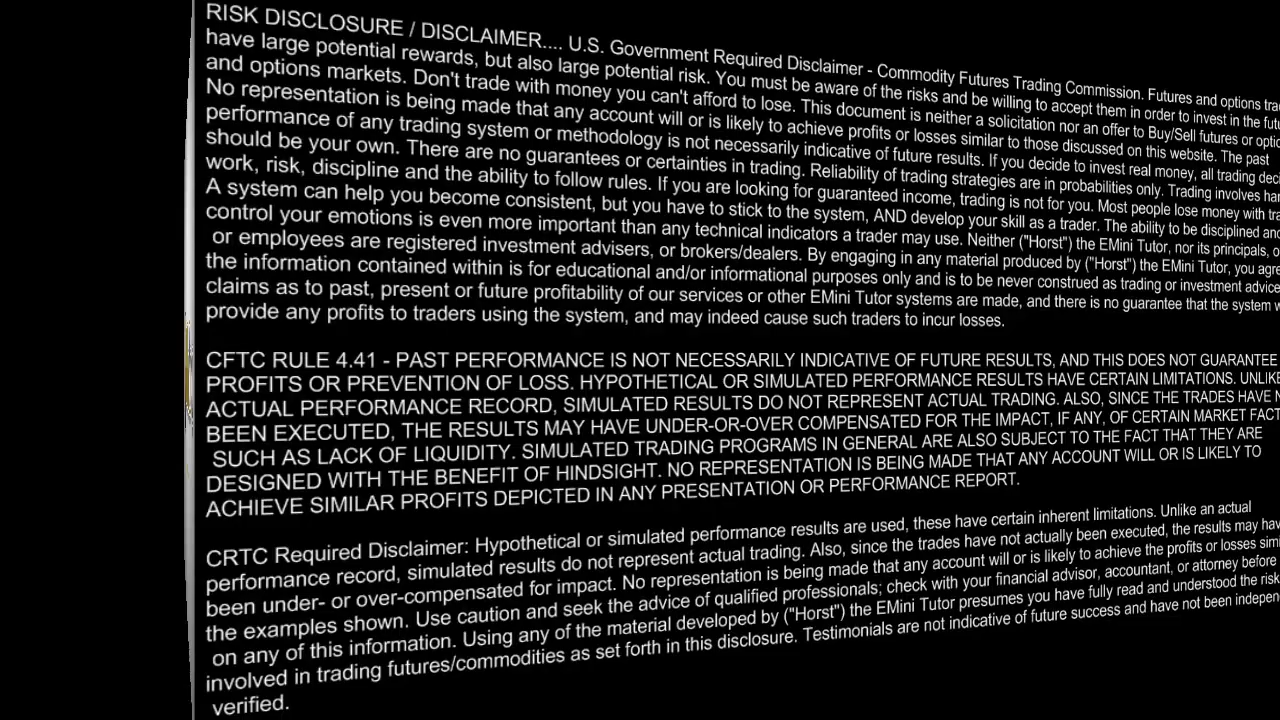 RISK DISCLOSURE / DISCLAIMER.... U.S. Government Required Disclaimer - Commodity Futures Trading Commission. Futures and options
have large potential rewards, but also large potential risk. You must be aware of the risks and be willing to accept them in order to invest in the
and options markets. Don't trade with money you can't afford to lose. This document is neither a solicitation nor an offer to Buy/Sell futures or
No representation is being made that any account will or is likely to achieve profits or losses similar to those discussed on this website. The past
performance of any trading system or methodology is not necessarily indicative of future results. If you decide to invest real money, all trading
should be your own. There are no guarantees or certainties in trading. Reliability of trading strategies are in probabilities only. Trading involves
work, risk, discipline and the ability to follow rules. If you are looking for guaranteed income, trading is not for you. Most people lose money with
A system can help you become consistent, but you have to stick to the system, AND develop your skill as a trader. The ability to be disciplined
control your emotions is even more important than any technical indicators a trader may use. Neither ("Horst") the EMini Tutor, nor its principals,
or employees are registered investment advisers, or brokers/dealers. By engaging in any material produced by ("Horst") the EMini Tutor, you
the information contained within is for educational and/or informational purposes only and is to be never construed as trading or investment advice
claims as to past, present or future profitability of our services or other EMini Tutor systems are made, and there is no guarantee that the system
provide any profits to traders using the system, and may indeed cause such traders to incur losses.
CFTC RULE 4.41 - PAST PERFORMANCE IS NOT NECESSARILY INDICATIVE OF FUTURE RESULTS, AND THIS DOES NOT GUARANTEE
PROFITS OR PREVENTION OF LOSS. HYPOTHETICAL OR SIMULATED PERFORMANCE RESULTS HAVE CERTAIN LIMITATIONS. UNLIKE
ACTUAL PERFORMANCE RECORD, SIMULATED RESULTS DO NOT REPRESENT ACTUAL TRADING. ALSO, SINCE THE TRADES HAVE
BEEN EXECUTED, THE RESULTS MAY HAVE UNDER-OR-OVER COMPENSATED FOR THE IMPACT, IF ANY, OF CERTAIN MARKET
SUCH AS LACK OF LIQUIDITY. SIMULATED TRADING PROGRAMS IN GENERAL ARE ALSO SUBJECT TO THE FACT THAT THEY ARE
DESIGNED WITH THE BENEFIT OF HINDSIGHT. NO REPRESENTATION IS BEING MADE THAT ANY ACCOUNT WILL OR IS LIKELY TO
ACHIEVE SIMILAR PROFITS DEPICTED IN ANY PRESENTATION OR PERFORMANCE REPORT.
CRTC Required Disclaimer: Hypothetical or simulated performance results are used, these have certain inherent limitations. Unlike an actual
performance record, simulated results do not represent actual trading. Also, since the trades have not actually been executed, the results may
been under- or over-compensated for impact. No representation is being made that any account will or is likely to achieve the profits or losses
the examples shown. Use caution and seek the advice of qualified professionals; check with your financial advisor, accountant, or attorney before
on any of this information. Using any of the material developed by ("Horst") the EMini Tutor presumes you have fully read and understood the
involved in trading futures/commodities as set forth in this disclosure. Testimonials are not indicative of future success and have not been
verified.